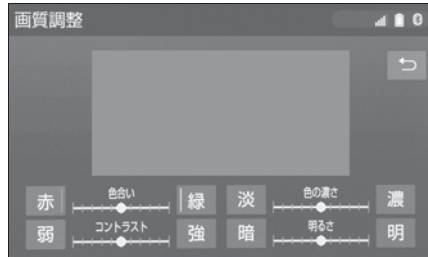 画質調整
赤 色合い 緑 淡 色の濃さ 濃
弱 コントラスト 強 暗 明るさ 明